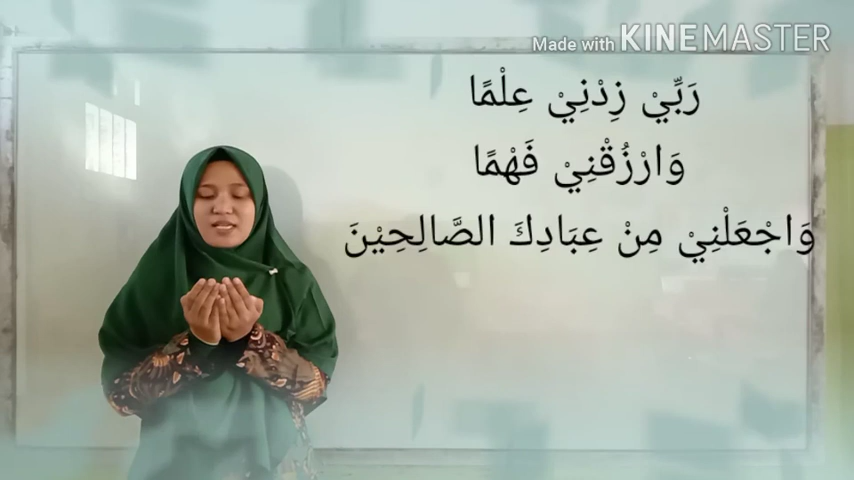 Made with KINEMASTER
رَبِّيْ زِدْنِيْ عِلْمًا
وَارْزُقْنِيْ فَهْمًا
وَاجْعَلْنِيْ مِنْ عِبَادِكَ الصَّالِحِيْنَ